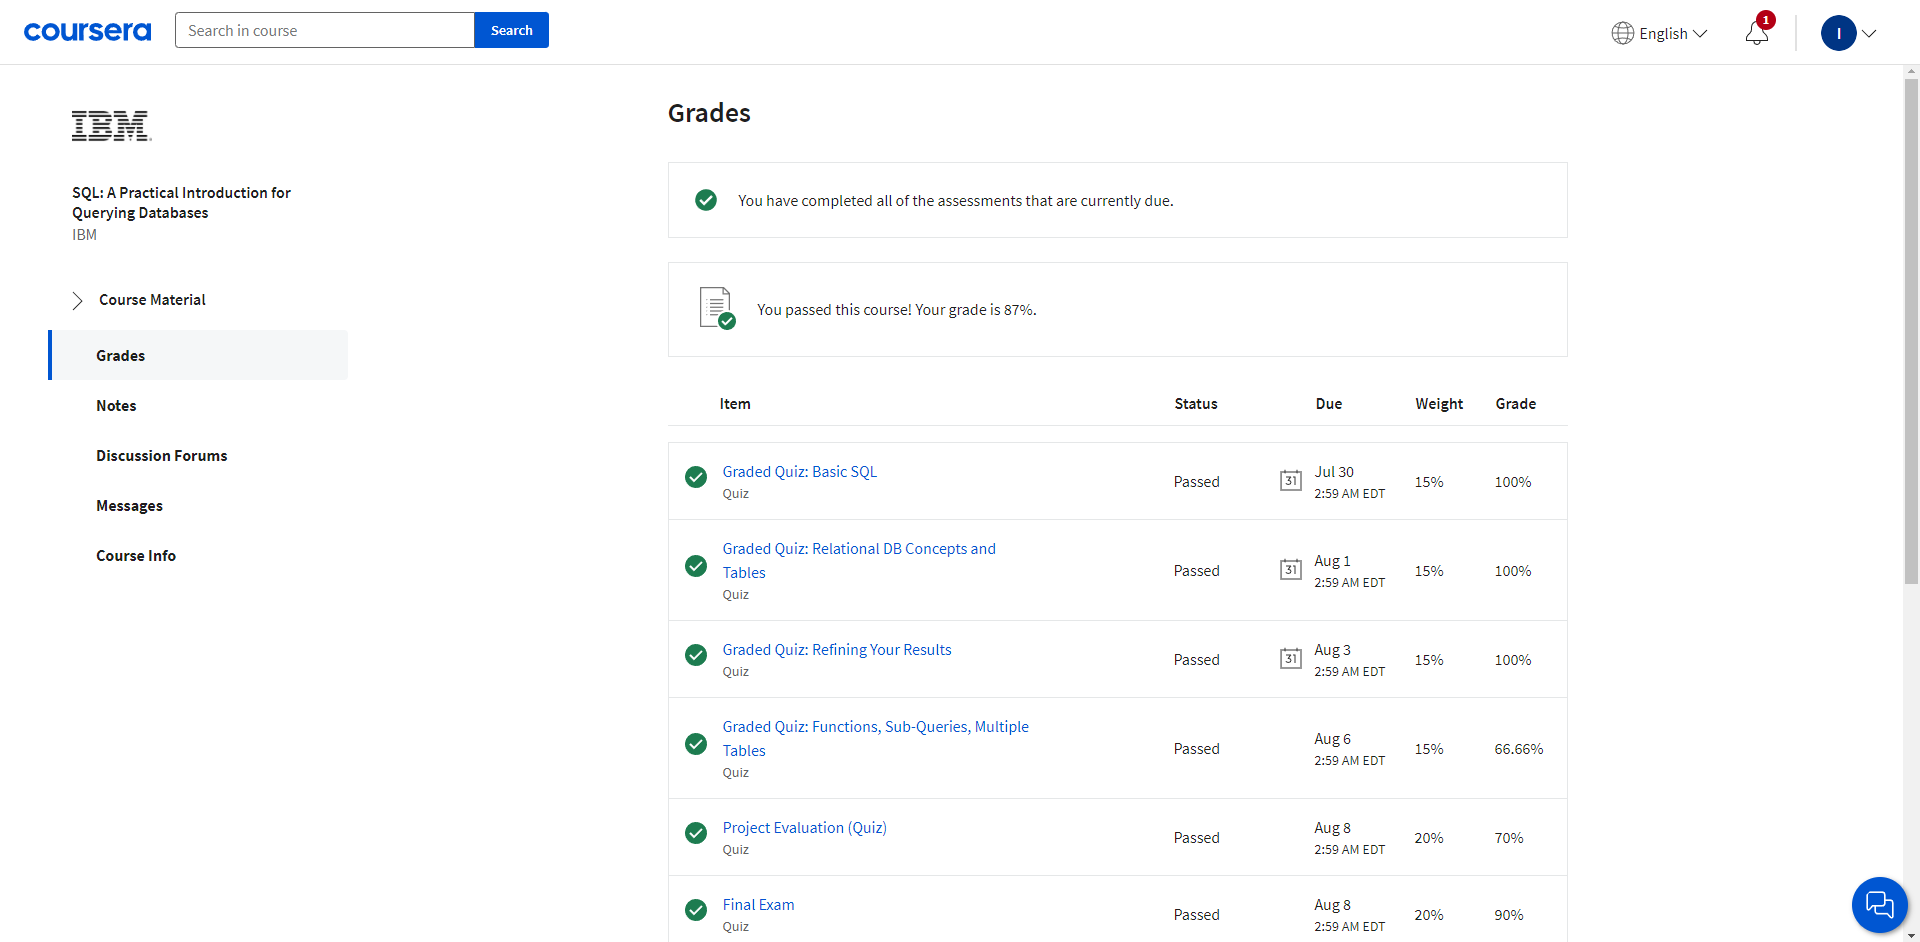 coursera
Search in course
Search
English
1
I
IBM
SQL: A Practical Introduction for
Querying Databases
IBM
Course Material
Grades
Notes
Discussion Forums
Messages
Course Info
Grades
You have completed all of the assessments that are currently due.
You passed this course! Your grade is 87%.
Item Status Due Weight Grade
Graded Quiz: Basic SQL
Quiz
Passed
31
Jul 30
2:59 AM EDT
15%
100%
Graded Quiz: Relational DB Concepts and
Tables
Quiz
Passed
31
Aug 1
2:59 AM EDT
15%
100%
Graded Quiz: Refining Your Results
Quiz
Passed
31
Aug 3
2:59 AM EDT
15%
100%
Graded Quiz: Functions, Sub-Queries, Multiple
Tables
Quiz
Passed
Aug 6
2:59 AM EDT
15%
66.66%
Project Evaluation (Quiz)
Quiz
Passed
Aug 8
2:59 AM EDT
20%
70%
Final Exam
Quiz
Passed
Aug 8
2:59 AM EDT
20%
90%